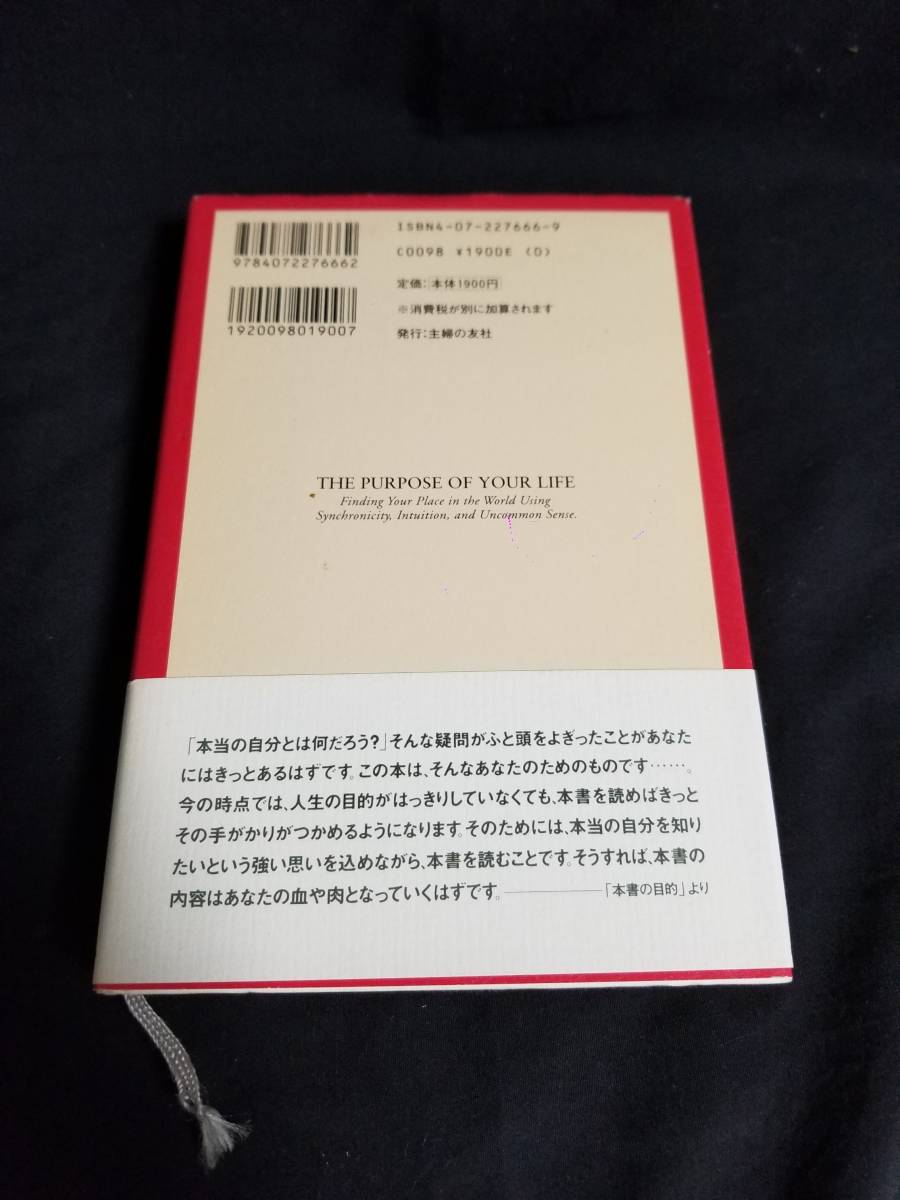 ISBN4-07-227666-9
9784072276662
C0098 ¥1900E (0)
定価：本体1900円
1920098019007
※消費税が別に加算されます
発行：主婦の友社
THE PURPOSE OF YOUR LIFE
Finding Your Place in the World Using
Synchronicity, Intuition, and Uncommon Sense.
「本当の自分とは何だろう？」そんな疑問がふと頭をよぎったことがあなた
にはきっとあるはずです。この本は、そんなあなたのためのものです……。
今の時点では、人生の目的がはっきりしていなくても、本書を読めばきっと
その手がかりがつかめるようになります。そのためには、本当の自分を知り
たいという強い思いを込めながら、本書を読むことです。そうすれば、本書の
内容はあなたの血や肉となっていくはずです。――――「本書の目的」より